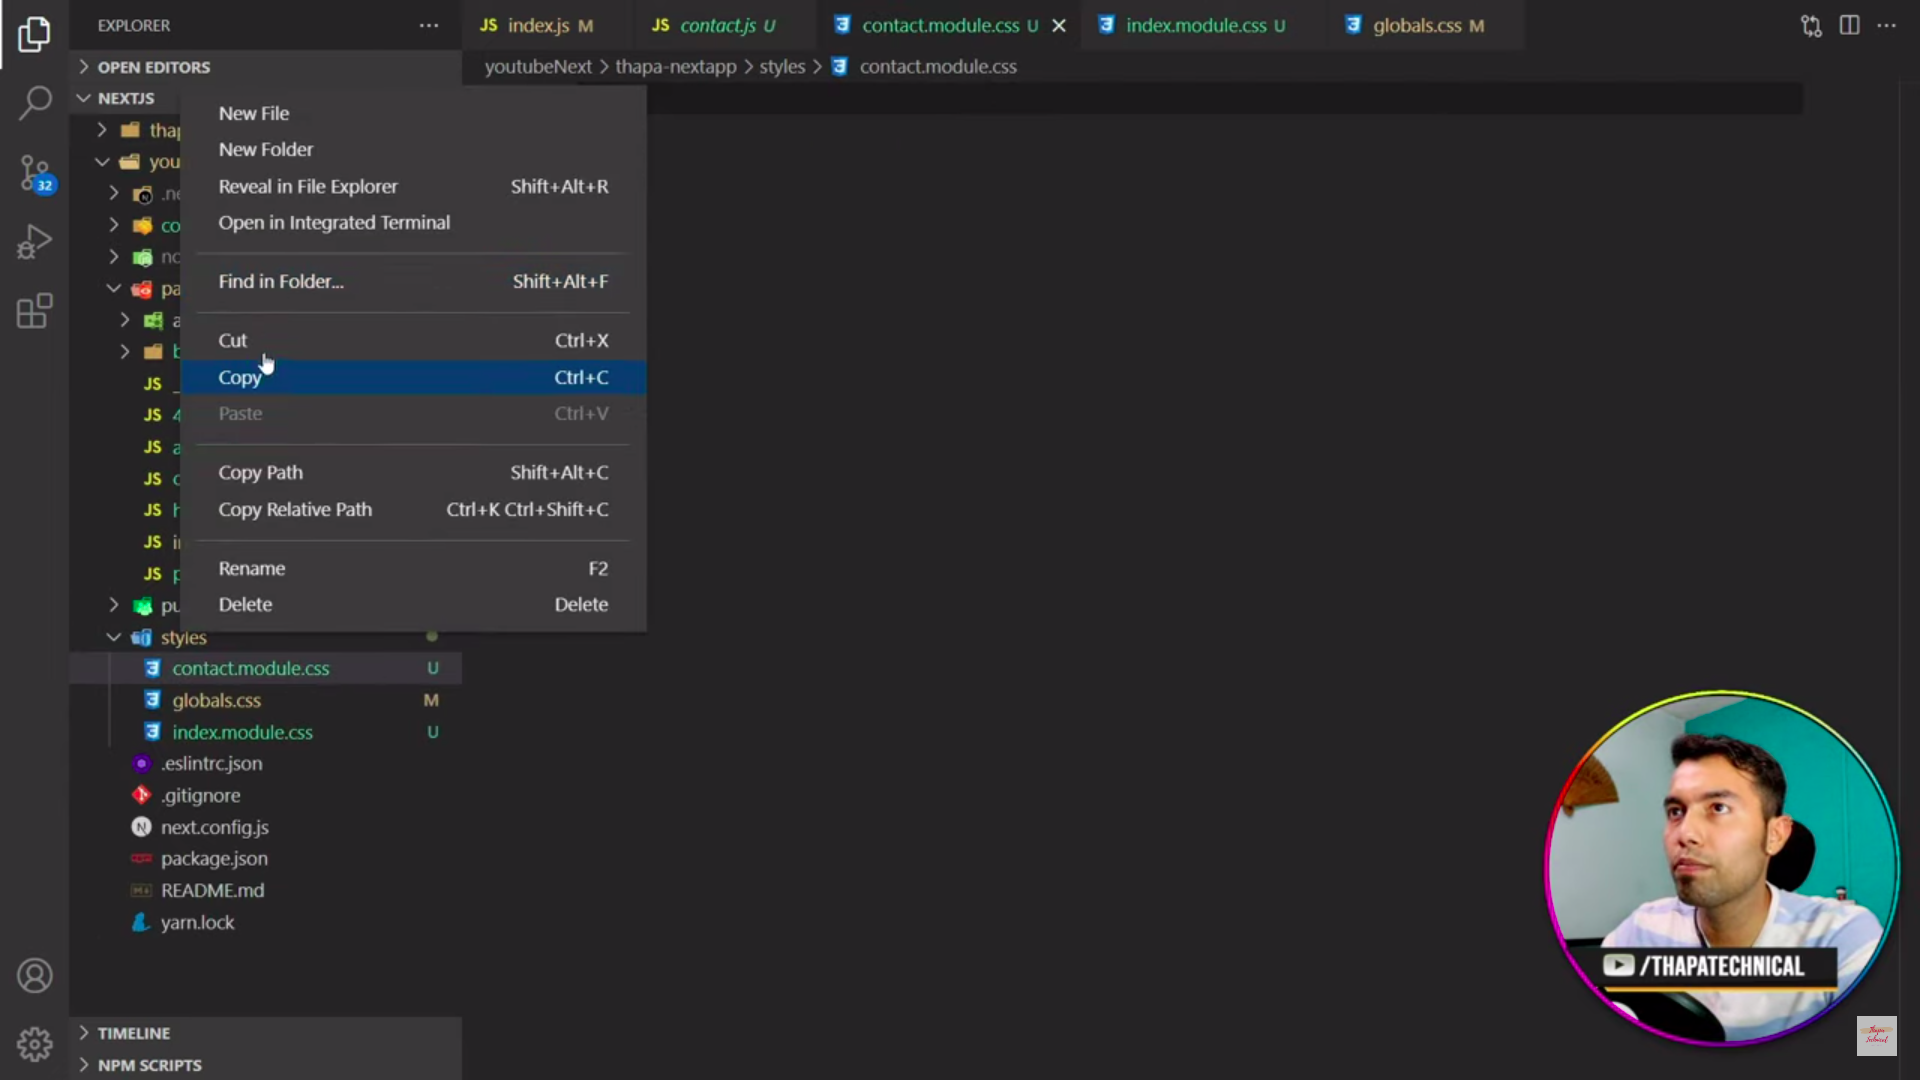 EXPLORER
index.js M
contact.js U
contact.module.css U
index.module.css U
globals.css M
OPEN EDITORS
youtubeNext > thapa-nextapp > styles > contact.module.css
NEXTJS
New File
thap
New Folder
you
Reveal in File Explorer Shift+Alt+R
.ne
Open in Integrated Terminal
co
no
Find in Folder... Shift+Alt+F
pa
a
Cut Ctrl+X
b
Copy Ctrl+C
JS _
Paste Ctrl+V
JS 4
JS a
Copy Path Shift+Alt+C
JS c
Copy Relative Path Ctrl+K Ctrl+Shift+C
JS h
JS in
Rename F2
JS p
Delete Delete
pu
styles
contact.module.css U
globals.css M
index.module.css U
.eslintrc.json
.gitignore
next.config.js
package.json
README.md
yarn.lock
TIMELINE
NPM SCRIPTS
32
/THAPATECHNICAL
thapa
technical